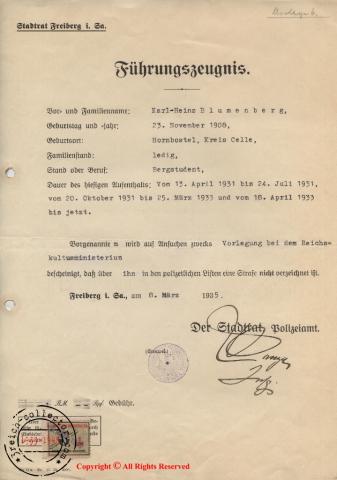 Stadtrat Freiberg i. Sa.
Führungszeugnis.
Vor- und Familienname: Karl-Heinz Blumenberg,
Geburtstag und -jahr: 23. November 1908,
Geburtsort: Hornbostel, Kreis Celle,
Familienstand: ledig,
Stand oder Beruf: Bergstudent,
Dauer des hiesigen Aufenthalts: Vom 13. April 1931 bis 24. Juli 1931,
vom 20. Oktober 1931 bis 25. März 1933 und vom 18. April 1933
bis jetzt.
Vorgenannte m wird auf Ansuchen zwecks Vorlegung bei dem Reichs-
kultusministerium
bescheinigt, daß über ihn in den polizeilichen Listen eine Strafe nicht verzeichnet ist.
Freiberg i. Sa., am 8. März 1935.
Der Stadtrat, Polizeiamt.
RM Rpf Gebühr.
Copyright © All Rights Reserved